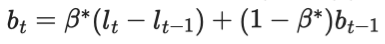 b_t = β*(l_t − l_{t−1}) + (1 − β*)b_{t−1}